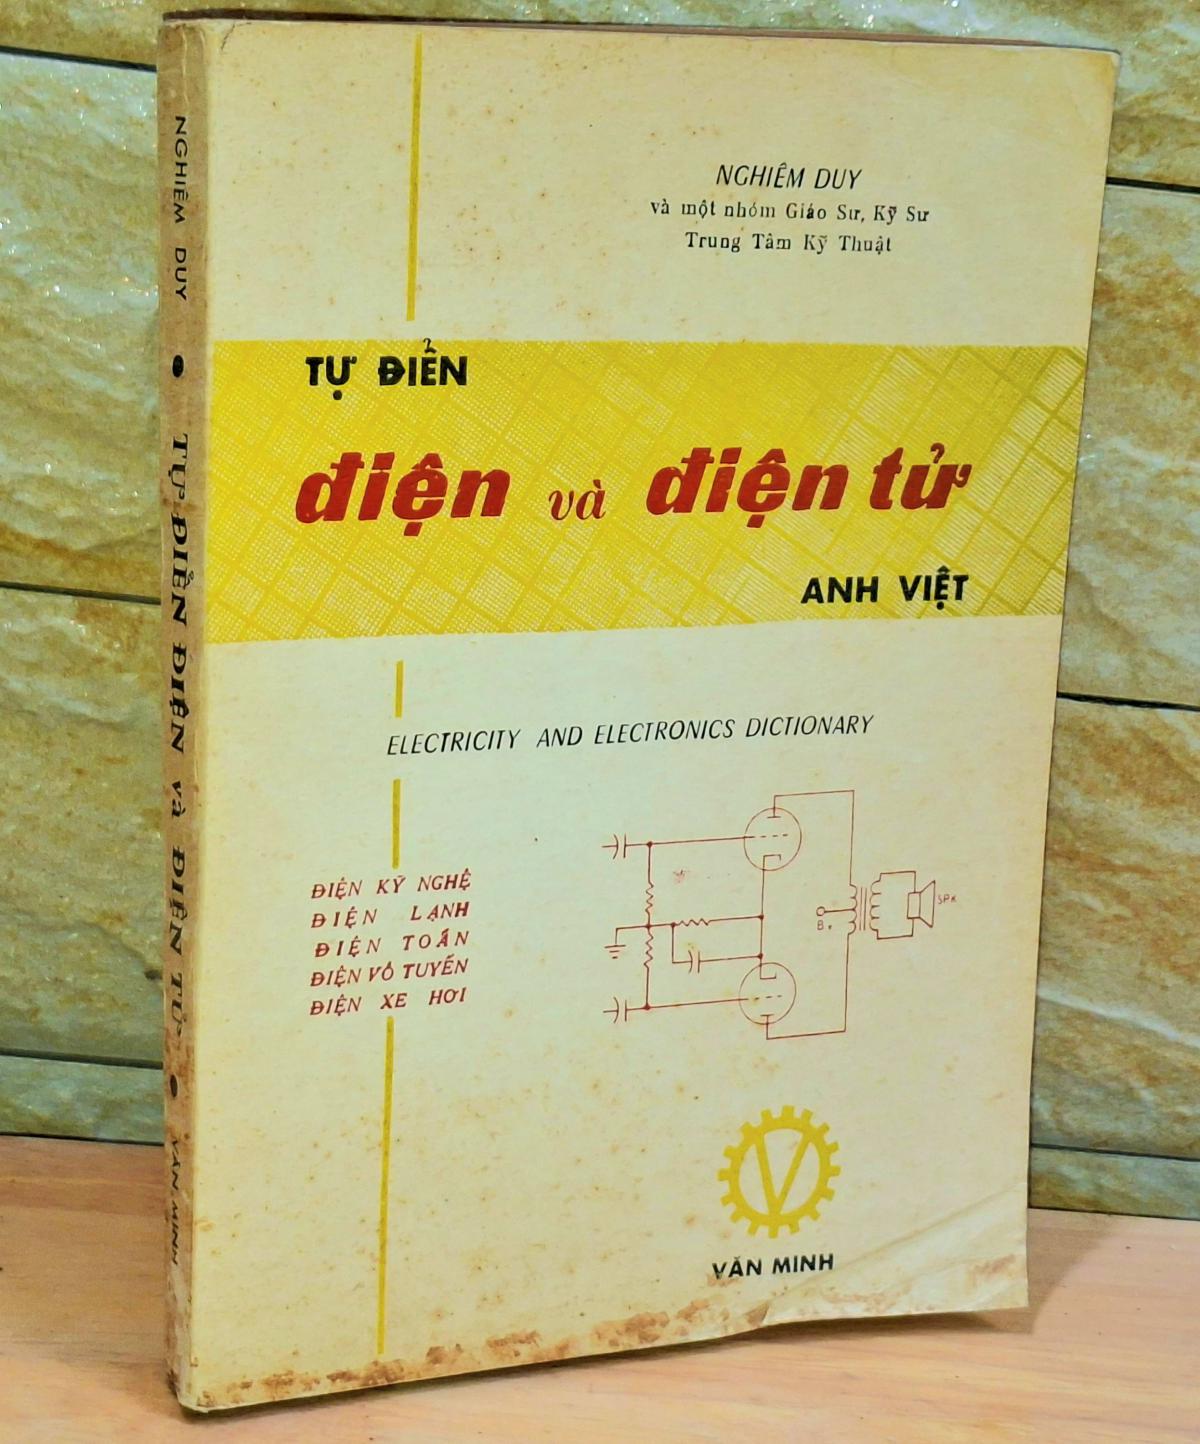 NGHIÊM DUY
và một nhóm Giáo Sư, Kỹ Sư
Trung Tâm Kỹ Thuật
TỰ ĐIỂN
điện và điện tử
ANH VIỆT
ELECTRICITY AND ELECTRONICS DICTIONARY
ĐIỆN KỸ NGHỆ
ĐIỆN LẠNH
ĐIỆN TOÁN
ĐIỆN VÔ TUYẾN
ĐIỆN XE HƠI
SPK
B+
V
VĂN MINH
NGHIÊM DUY • TỰ ĐIỂN ĐIỆN và ĐIỆN TỬ • VĂN MINH